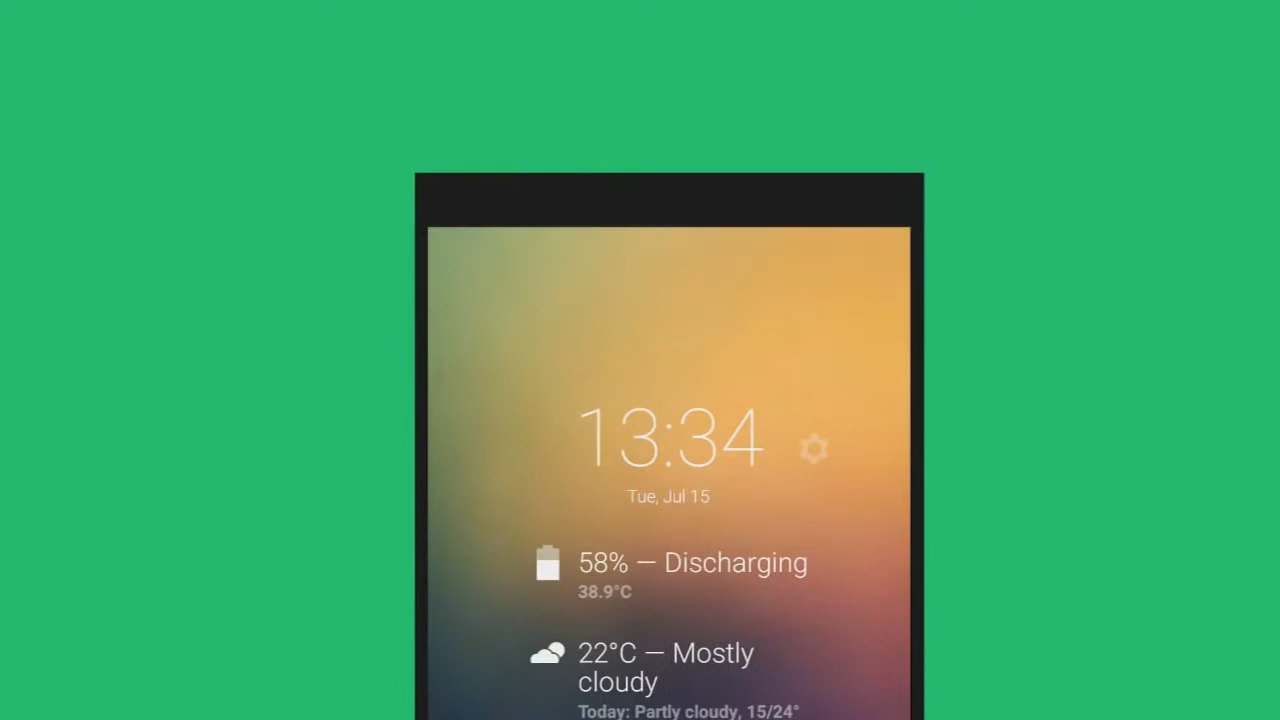 13:34
Tue, Jul 15
58% — Discharging
38.9°C
22°C — Mostly
cloudy
Today: Partly cloudy, 15/24°